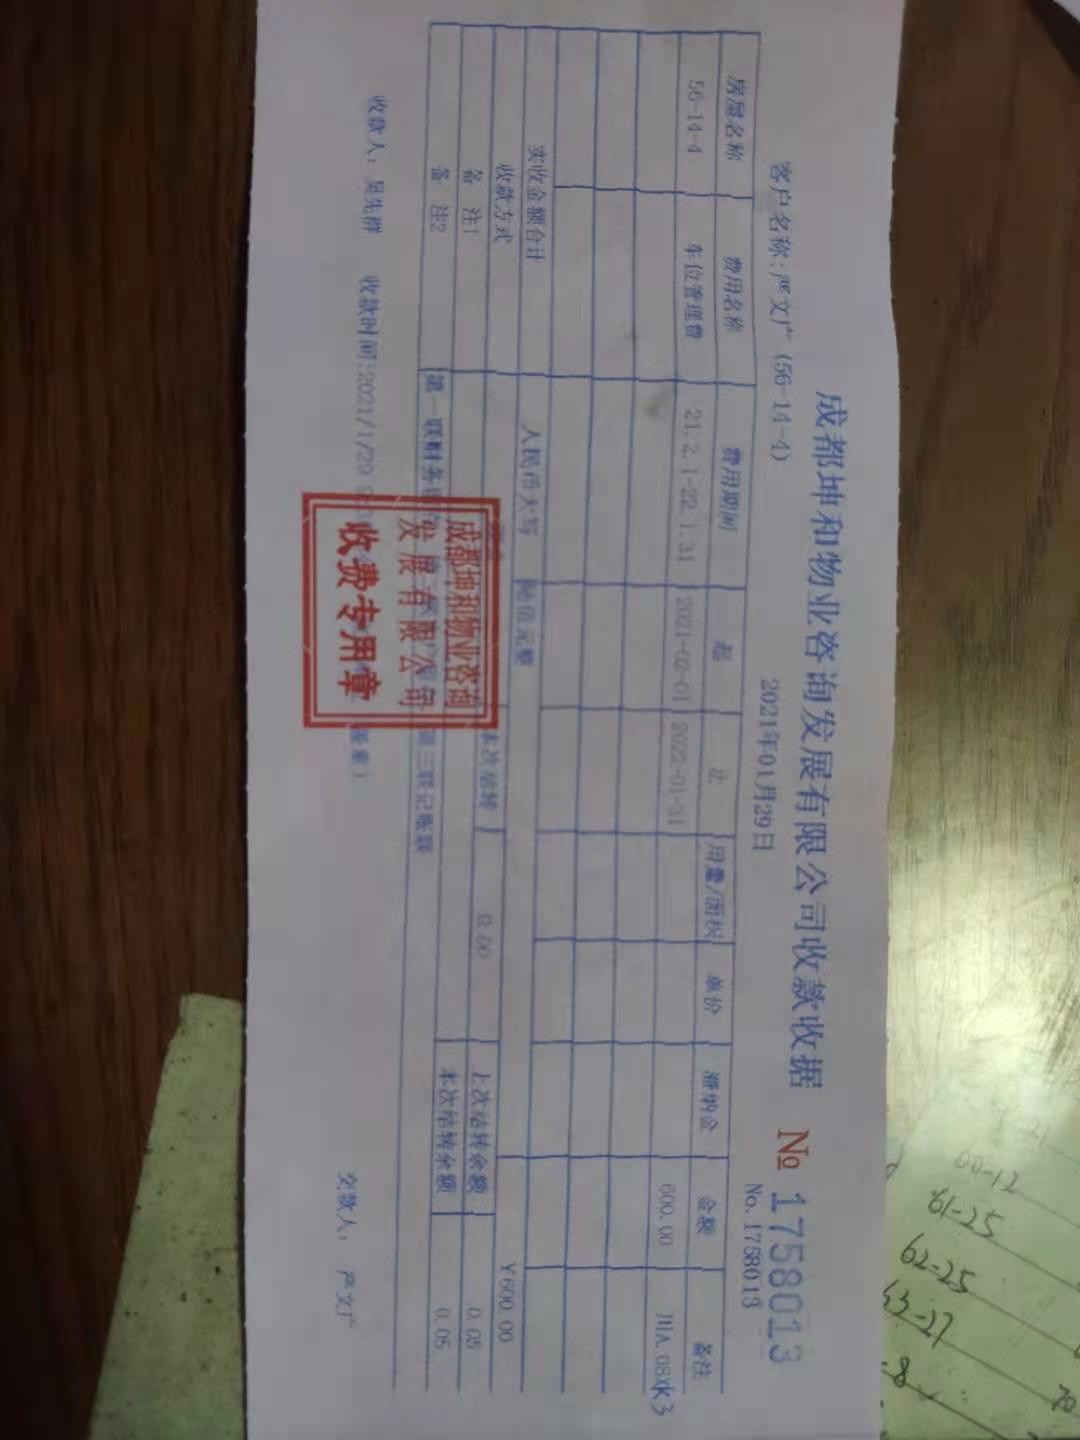 成都坤和物业咨询发展有限公司收款收据 № 1758013
客户名称:严文广 (56-14-4) 2021年01月29日 No.1758013
房屋名称 费用名称 费用期间 起 止 用量/面积 单价 滞纳金 金额 备注
56-14-4 车位管理费 21.2.1-22.1.31 2021-02-01 2022-01-31 600.00 川A.08XK3
实收金额合计 人民币大写 陆佰元整 ¥600.00
收款方式 本次结转 0.00 上次结转余额 0.05
备 注1 本次结转余额 0.05
备 注2 第一联财务 第三联记账联
收款人: 吴先群 收款时间:2021/1/29 交款人: 严文广
成都坤和物业咨询
发展有限公司
收费专用章
61-25
62-25
63-27